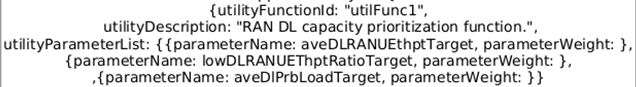 {utilityFunctionId: "utilFunc1",
utilityDescription: "RAN DL capacity prioritization function.",
utilityParameterList: {{parameterName: aveDLRANUEthptTarget, parameterWeight: },
{parameterName: lowDLRANUEThptRatioTarget, parameterWeight: },
,{parameterName: aveDlPrbLoadTarget, parameterWeight: }}